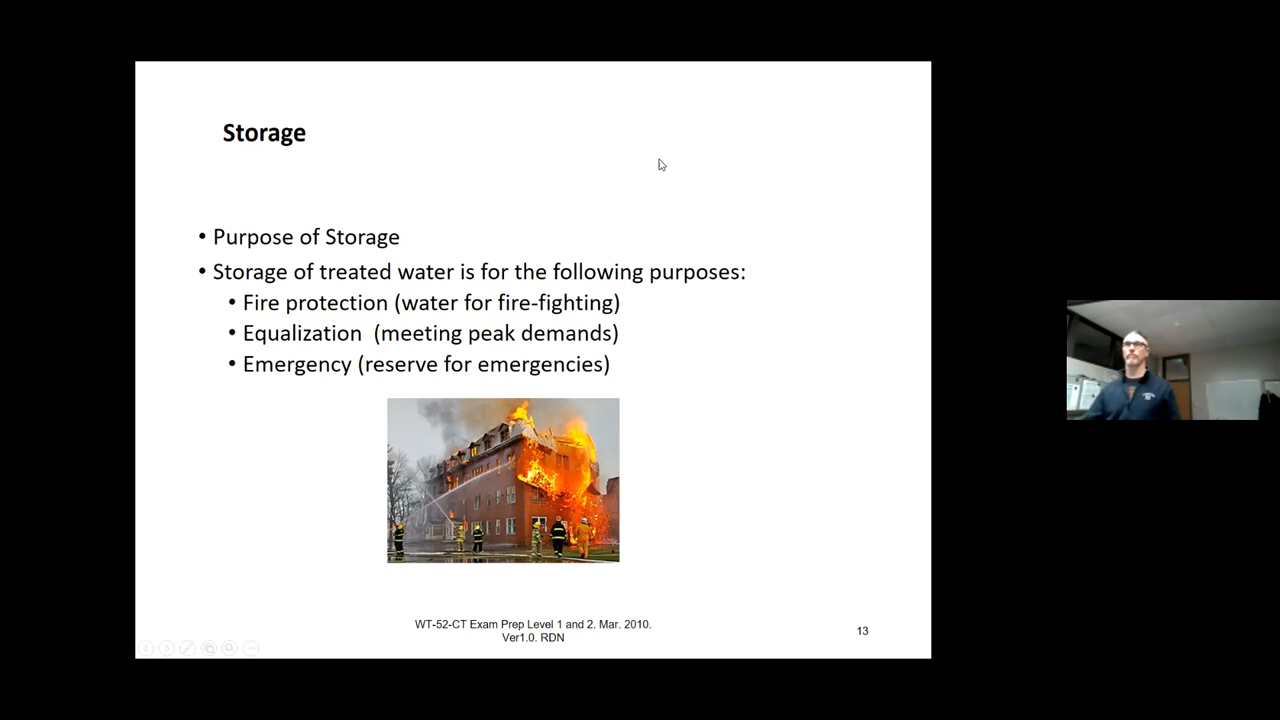 Storage
• Purpose of Storage
• Storage of treated water is for the following purposes:
• Fire protection (water for fire-fighting)
• Equalization  (meeting peak demands)
• Emergency (reserve for emergencies)
WT-52-CT Exam Prep Level 1 and 2. Mar. 2010.
Ver1.0. RDN
13